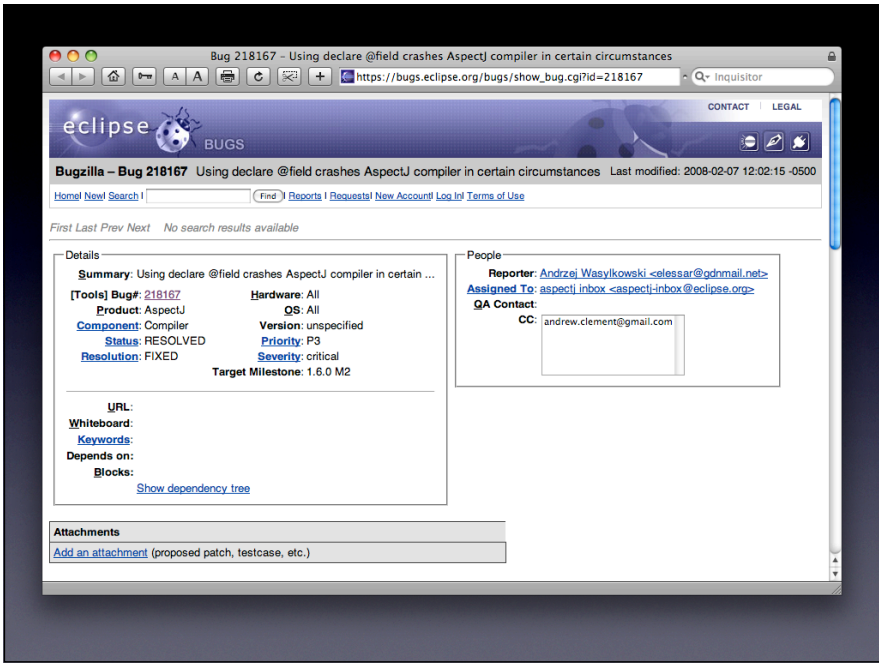 Bug 218167 – Using declare @field crashes AspectJ compiler in certain circumstances
A A + https://bugs.eclipse.org/bugs/show_bug.cgi?id=218167 Inquisitor
CONTACT LEGAL
eclipse BUGS
Bugzilla – Bug 218167 Using declare @field crashes AspectJ compiler in certain circumstances Last modified: 2008-02-07 12:02:15 -0500
Home| New| Search | Find | Reports | Requests| New Account| Log In| Terms of Use
First Last Prev Next No search results available
Details
Summary: Using declare @field crashes AspectJ compiler in certain ...
[Tools] Bug#: 218167 Hardware: All
Product: AspectJ OS: All
Component: Compiler Version: unspecified
Status: RESOLVED Priority: P3
Resolution: FIXED Severity: critical
Target Milestone: 1.6.0 M2
URL:
Whiteboard:
Keywords:
Depends on:
Blocks:
Show dependency tree
People
Reporter: Andrzej Wasylkowski <elessar@gdnmail.net>
Assigned To: aspectj inbox <aspectj-inbox@eclipse.org>
QA Contact:
CC: andrew.clement@gmail.com
Attachments
Add an attachment (proposed patch, testcase, etc.)